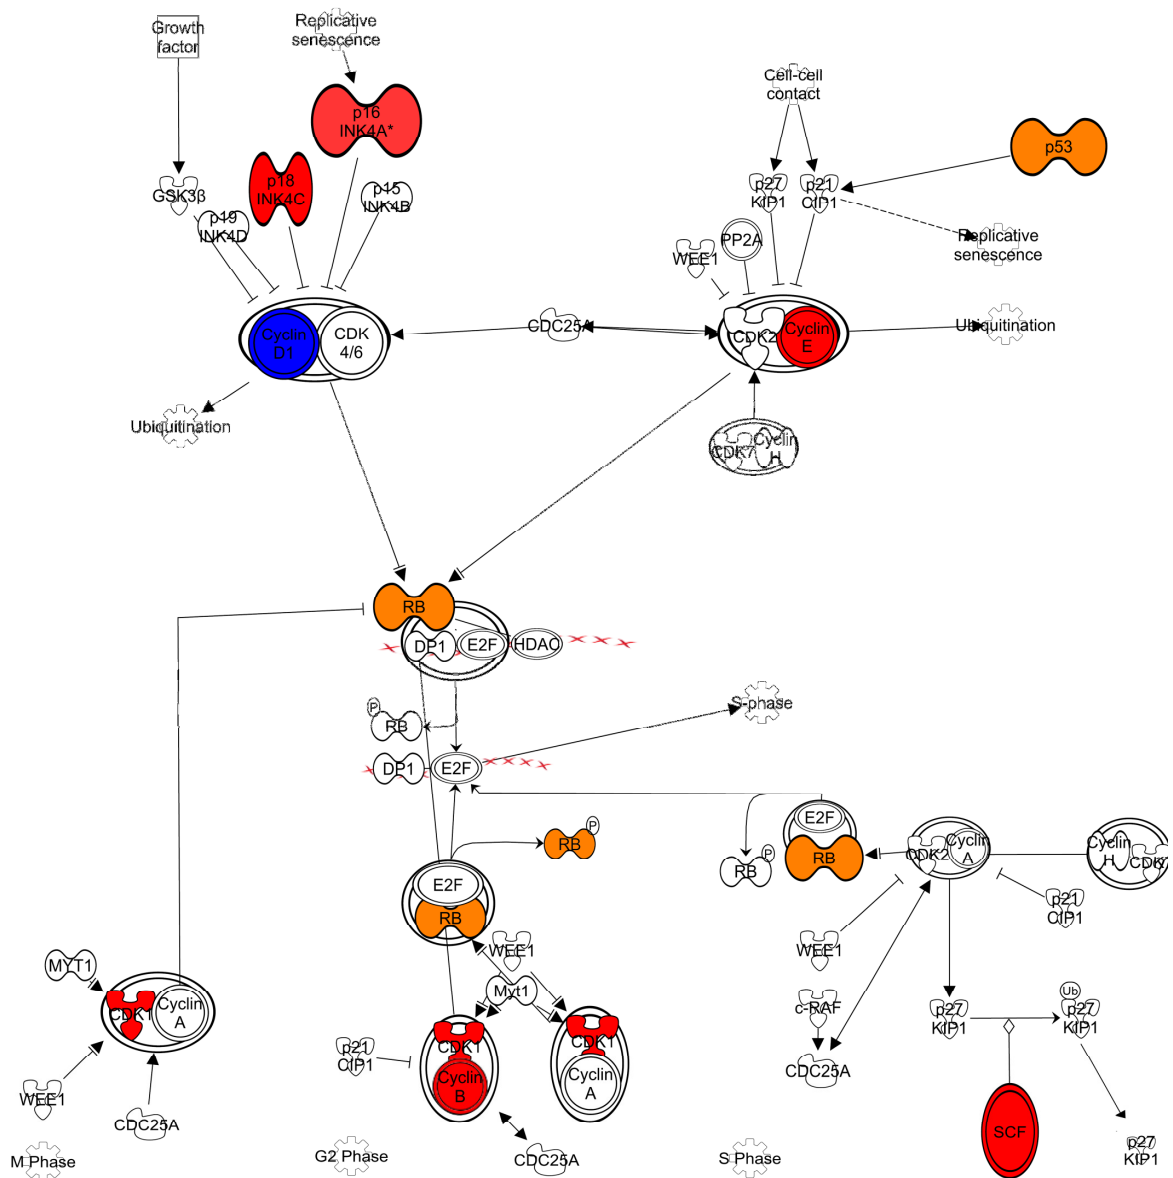 Growth
factor
Replicative
senescence
Cell-cell
contact
p16
INK4A*
p53
p18
INK4C
p15
INK4B
GSK3β
p19
INK4D
p27
KIP1
p21
CIP1
PP2A
WEE1
Replicative
senescence
Cyclin
D1
CDK
4/6
CDC25A
CDK2
Cyclin
E
Ubiquitination
Ubiquitination
CDK7
Cyclin
H
RB
DP1
E2F
HDAC
P
RB
S-phase
DP1
E2F
E2F
RB
P
RB
P
RB
CDK2
Cyclin
A
Cyclin
H
CDK7
E2F
RB
p21
CIP1
WEE1
WEE1
MYT1
Myt1
CDK1
Cyclin
A
c-RAF
p27
KIP1
Ub
p27
KIP1
p21
CIP1
CDK1
Cyclin
B
CDK1
Cyclin
A
CDC25A
WEE1
CDC25A
SCF
M Phase
G2 Phase
CDC25A
S Phase
p27
KIP1